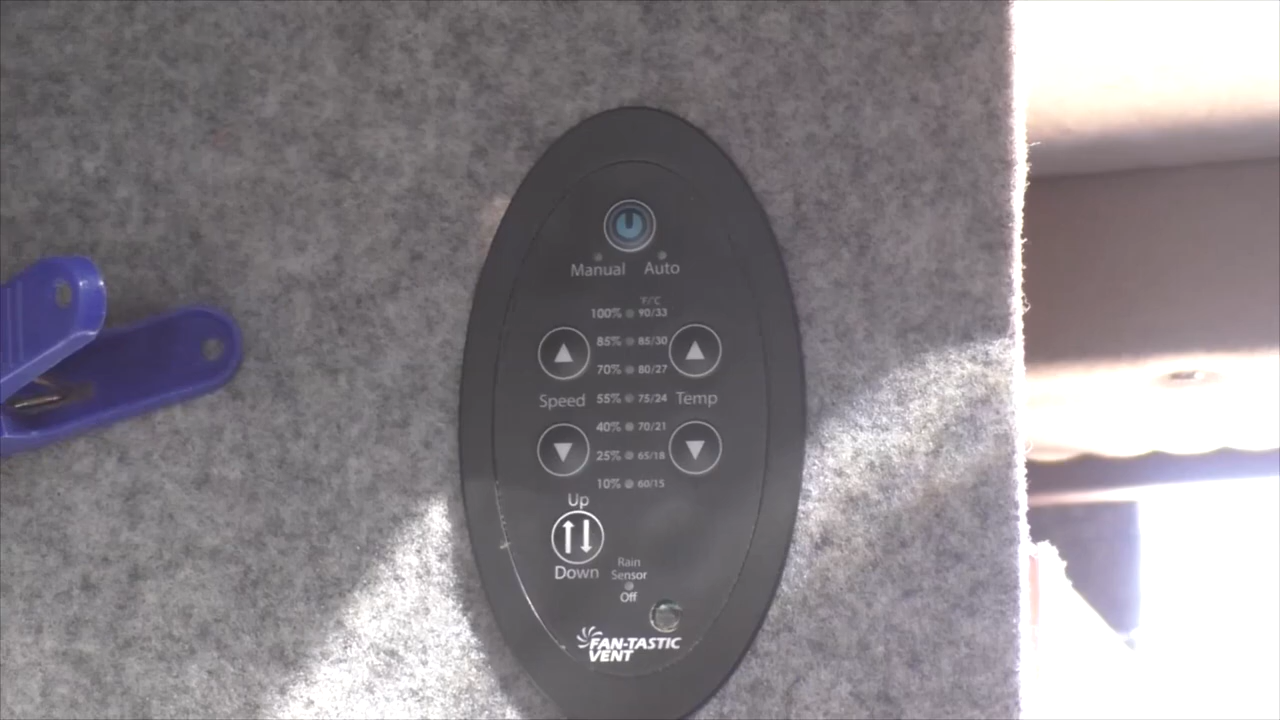 Manual Auto
°F/°C
100% 90/33
85% 85/30
70% 80/27
Speed 55% 75/24 Temp
40% 70/21
25% 65/18
10% 60/15
Up
Down
Rain
Sensor
Off
FAN-TASTIC
VENT